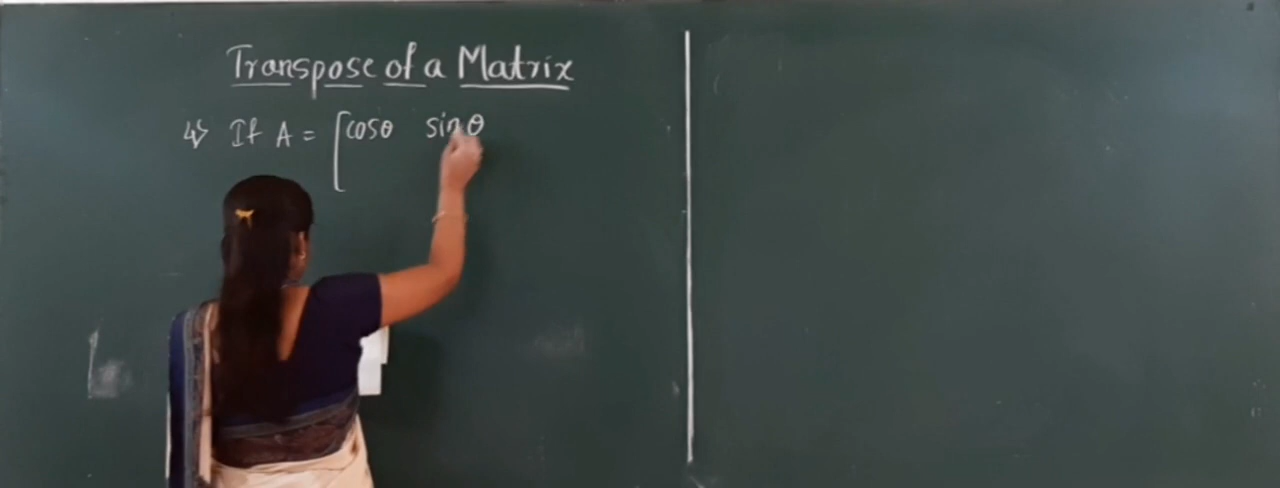 Transpose of a Matrix
4) If A = [cosθ sinθ